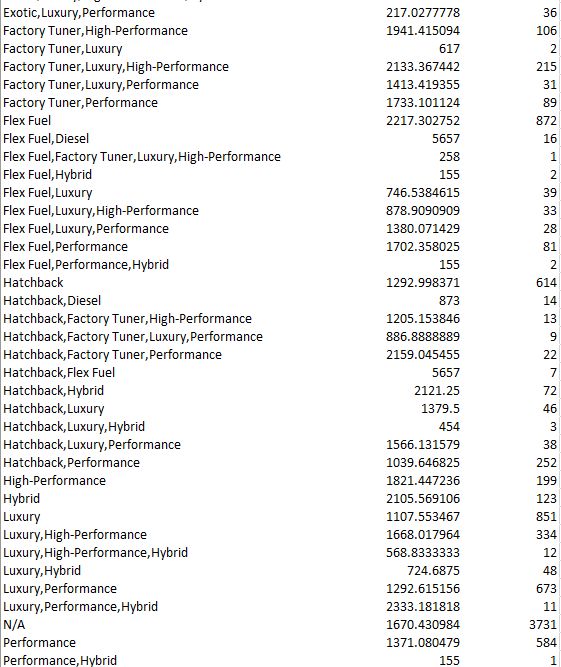 Exotic,Luxury,Performance 217.0277778 36
Factory Tuner,High-Performance 1941.415094 106
Factory Tuner,Luxury 617 2
Factory Tuner,Luxury,High-Performance 2133.367442 215
Factory Tuner,Luxury,Performance 1413.419355 31
Factory Tuner,Performance 1733.101124 89
Flex Fuel 2217.302752 872
Flex Fuel,Diesel 5657 16
Flex Fuel,Factory Tuner,Luxury,High-Performance 258 1
Flex Fuel,Hybrid 155 2
Flex Fuel,Luxury 746.5384615 39
Flex Fuel,Luxury,High-Performance 878.9090909 33
Flex Fuel,Luxury,Performance 1380.071429 28
Flex Fuel,Performance 1702.358025 81
Flex Fuel,Performance,Hybrid 155 2
Hatchback 1292.998371 614
Hatchback,Diesel 873 14
Hatchback,Factory Tuner,High-Performance 1205.153846 13
Hatchback,Factory Tuner,Luxury,Performance 886.8888889 9
Hatchback,Factory Tuner,Performance 2159.045455 22
Hatchback,Flex Fuel 5657 7
Hatchback,Hybrid 2121.25 72
Hatchback,Luxury 1379.5 46
Hatchback,Luxury,Hybrid 454 3
Hatchback,Luxury,Performance 1566.131579 38
Hatchback,Performance 1039.646825 252
High-Performance 1821.447236 199
Hybrid 2105.569106 123
Luxury 1107.553467 851
Luxury,High-Performance 1668.017964 334
Luxury,High-Performance,Hybrid 568.8333333 12
Luxury,Hybrid 724.6875 48
Luxury,Performance 1292.615156 673
Luxury,Performance,Hybrid 2333.181818 11
N/A 1670.430984 3731
Performance 1371.080479 584
Performance,Hybrid 155 1